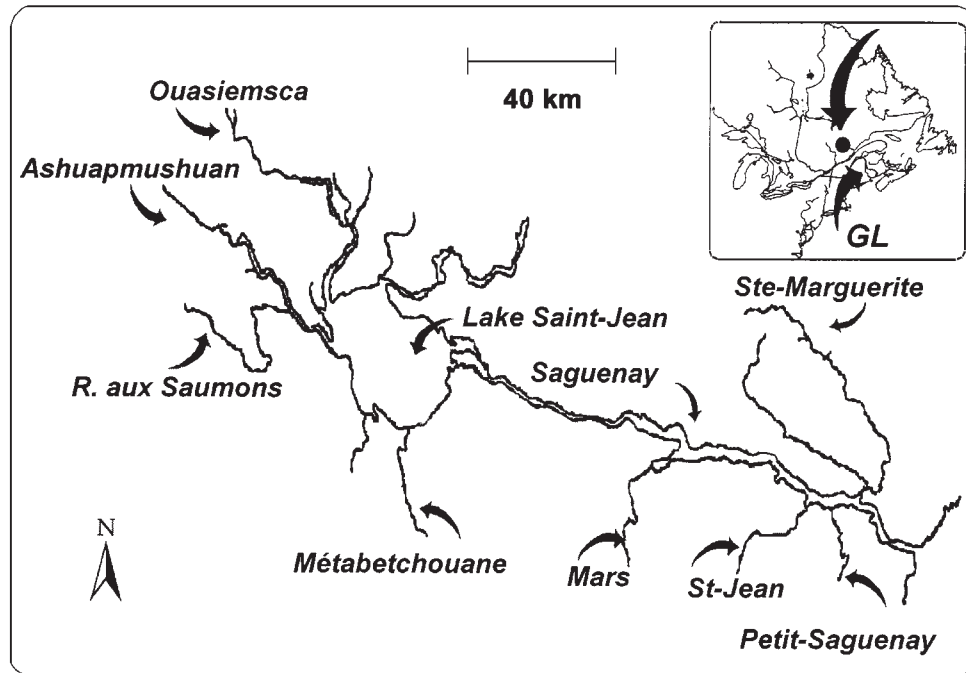 Ouasiemsca
40 km
Ashuapmushuan
GL
Ste-Marguerite
Lake Saint-Jean
R. aux Saumons
Saguenay
N
Métabetchouane
Mars
St-Jean
Petit-Saguenay